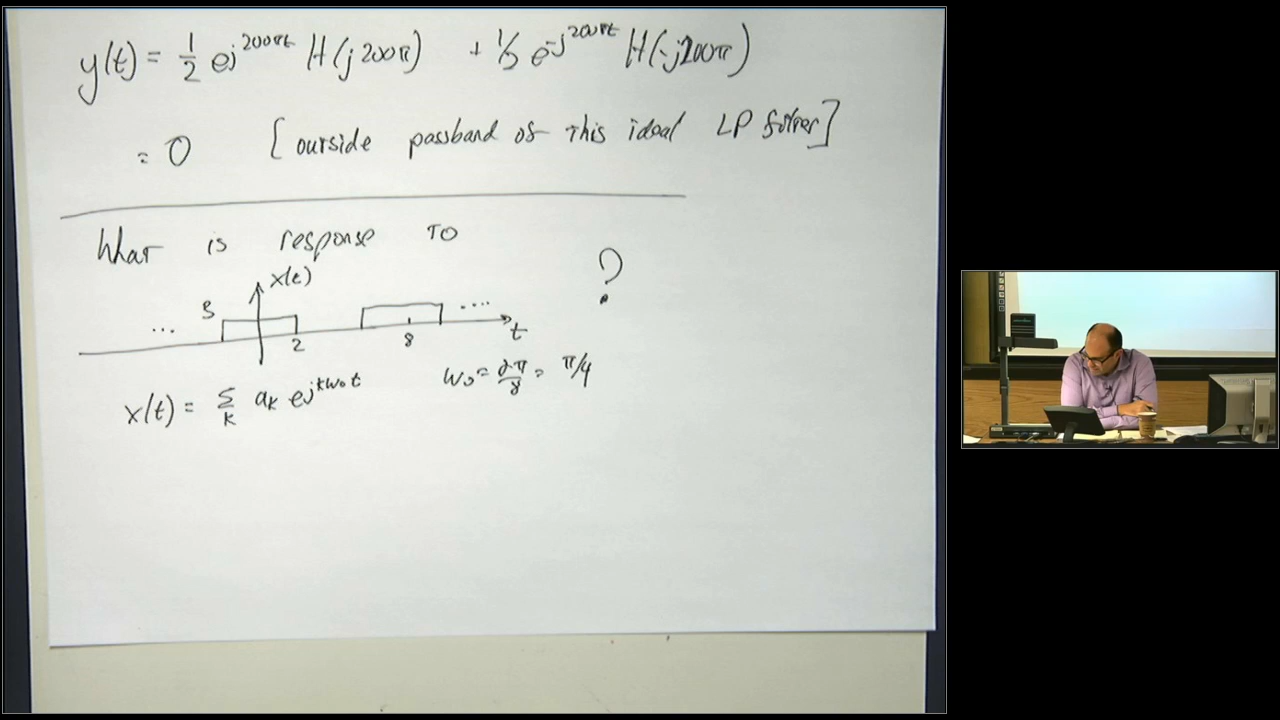 y(t) = 1/2 e^{j200πt} H(j200π) + 1/2 e^{-j200πt} H(-j200π)
= 0 [outside passband of this ideal LP filter]
What is response to
?
x(t)
3
... ....
2 8 t
x(t) = Σ_k a_k e^{jkω₀t} ω₀ = 2π/8 = π/4